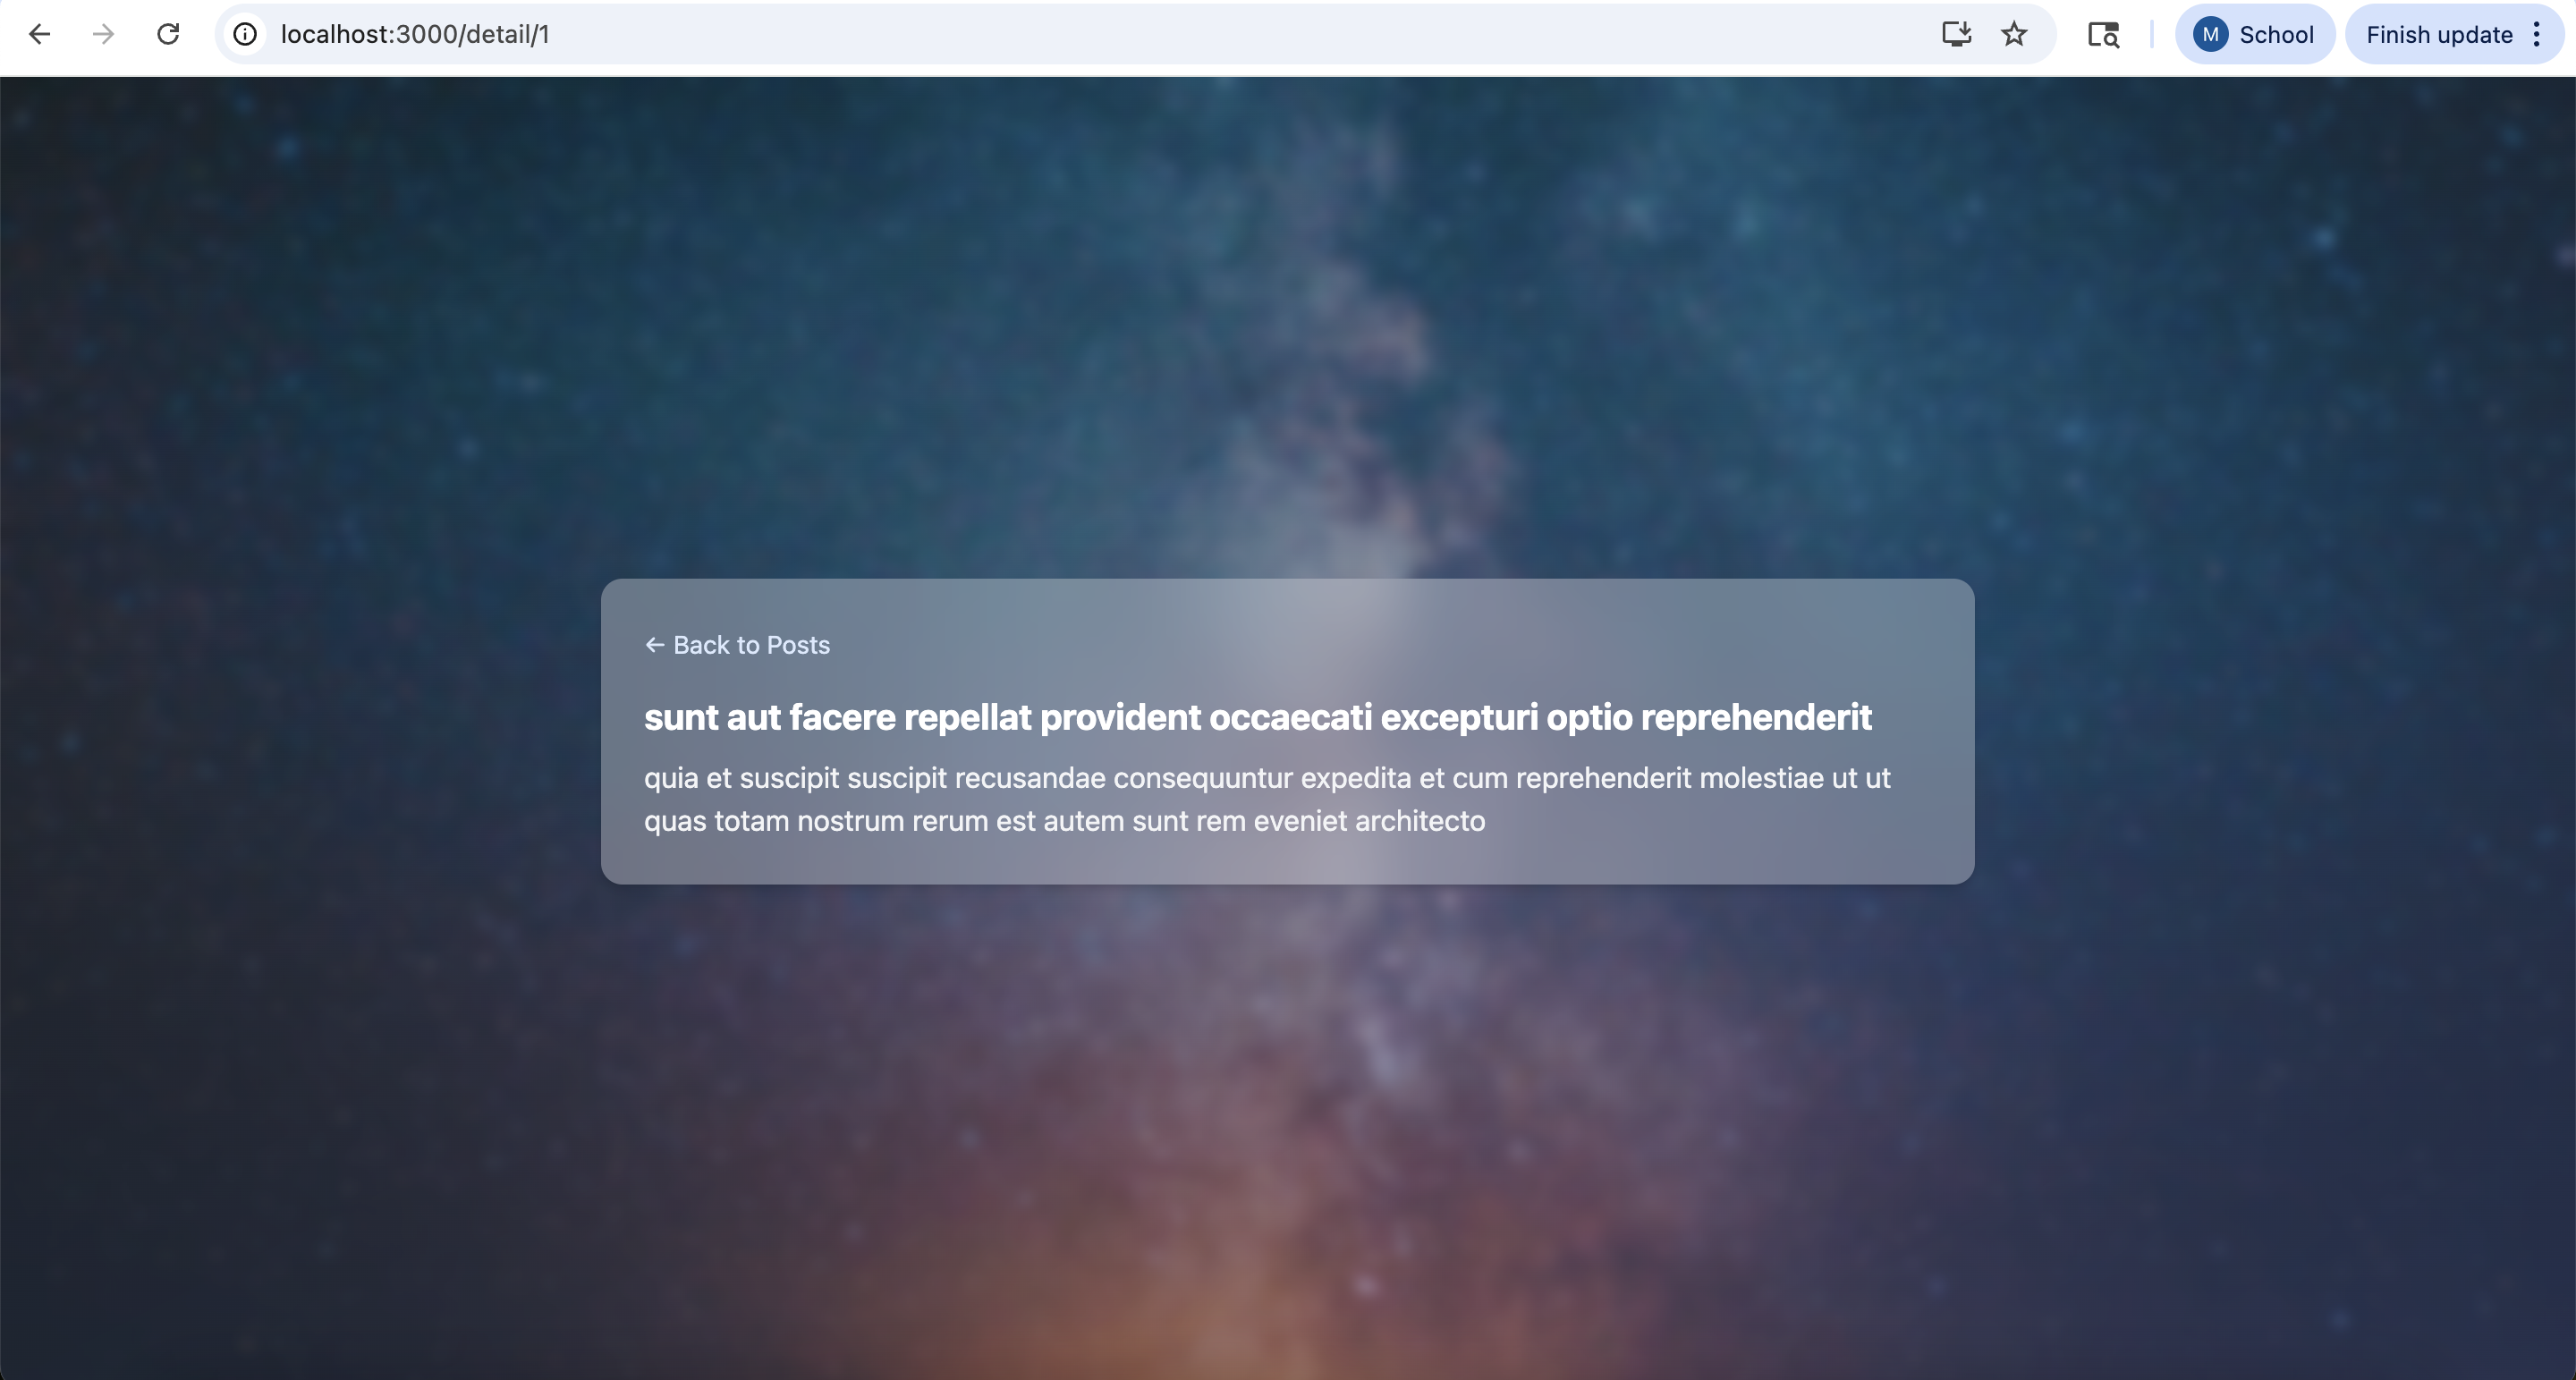 localhost:3000/detail/1
M School Finish update
← Back to Posts
sunt aut facere repellat provident occaecati excepturi optio reprehenderit
quia et suscipit suscipit recusandae consequuntur expedita et cum reprehenderit molestiae ut ut
quas totam nostrum rerum est autem sunt rem eveniet architecto